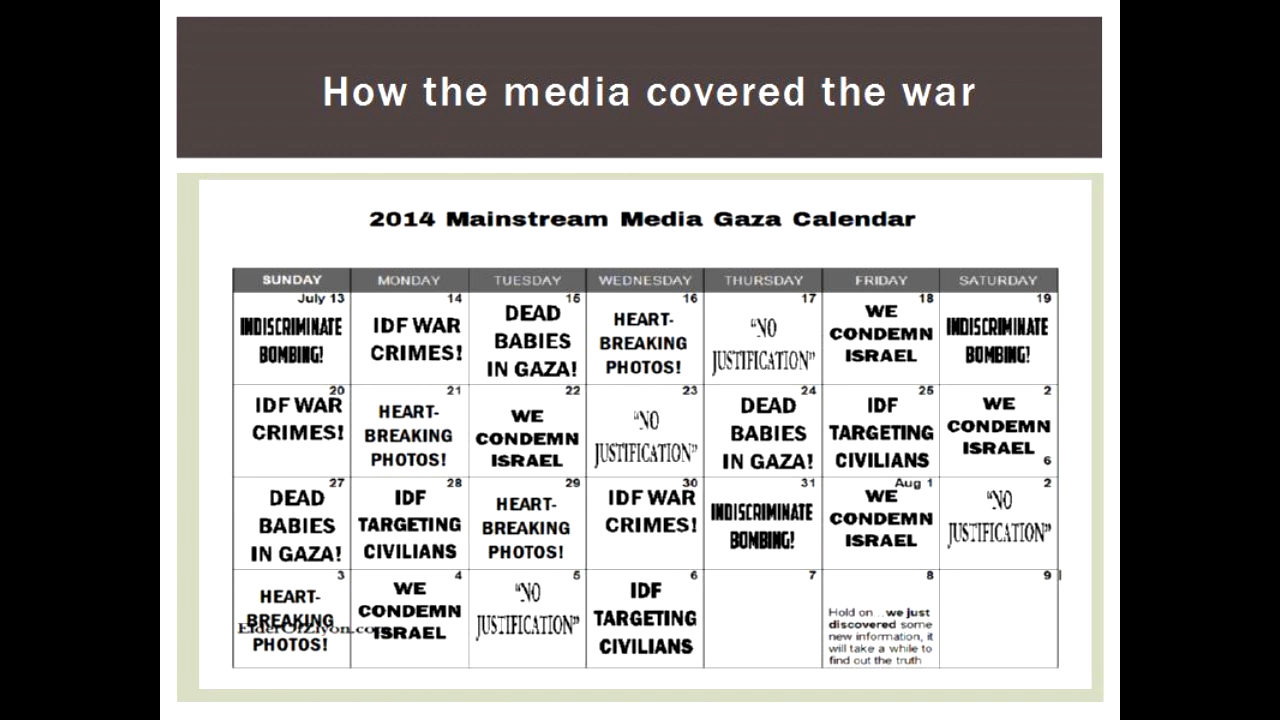 How the media covered the war
2014 Mainstream Media Gaza Calendar
SUNDAY MONDAY TUESDAY WEDNESDAY THURSDAY FRIDAY SATURDAY
July 13
INDISCRIMINATE
BOMBING!
14
IDF WAR
CRIMES!
15
DEAD
BABIES
IN GAZA!
16
HEART-
BREAKING
PHOTOS!
17
"NO
JUSTIFICATION"
18
WE
CONDEMN
ISRAEL
19
INDISCRIMINATE
BOMBING!
20
IDF WAR
CRIMES!
21
HEART-
BREAKING
PHOTOS!
22
WE
CONDEMN
ISRAEL
23
"NO
JUSTIFICATION"
24
DEAD
BABIES
IN GAZA!
25
IDF
TARGETING
CIVILIANS
2
WE
CONDEMN
ISRAEL
6
27
DEAD
BABIES
IN GAZA!
28
IDF
TARGETING
CIVILIANS
29
HEART-
BREAKING
PHOTOS!
30
IDF WAR
CRIMES!
31
INDISCRIMINATE
BOMBING!
Aug 1
WE
CONDEMN
ISRAEL
2
"NO
JUSTIFICATION"
3
HEART-
BREAKING
PHOTOS!
ElderOfZiyon.com
4
WE
CONDEMN
ISRAEL
5
"NO
JUSTIFICATION"
6
IDF
TARGETING
CIVILIANS
7
8
Hold on...we just
discovered some
new information, it
will take a while to
find out the truth
9